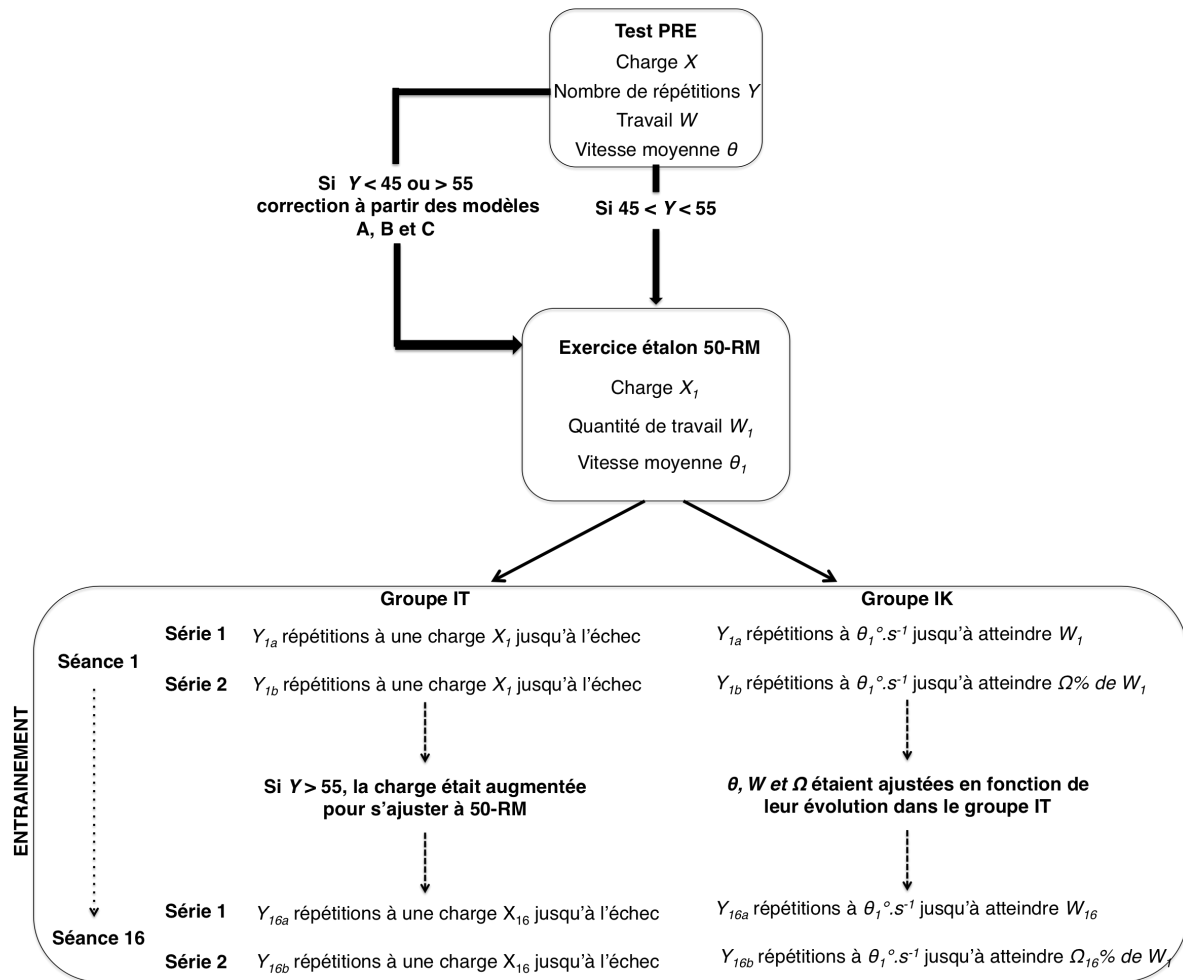 Test PRE
Charge X
Nombre de répétitions Y
Travail W
Vitesse moyenne θ
Si Y < 45 ou > 55
correction à partir des modèles
A, B et C
Si 45 < Y < 55
Exercice étalon 50-RM
Charge X₁
Quantité de travail W₁
Vitesse moyenne θ₁
ENTRAINEMENT
Groupe IT
Groupe IK
Séance 1
Série 1
Y₁ₐ répétitions à une charge X₁ jusqu'à l'échec
Y₁ₐ répétitions à θ₁°.s⁻¹ jusqu'à atteindre W₁
Série 2
Y1b répétitions à une charge X₁ jusqu'à l'échec
Y1b répétitions à θ₁°.s⁻¹ jusqu'à atteindre Ω% de W₁
Si Y > 55, la charge était augmentée
pour s'ajuster à 50-RM
θ, W et Ω étaient ajustées en fonction de
leur évolution dans le groupe IT
Séance 16
Série 1
Y₁₆ₐ répétitions à une charge X₁₆ jusqu'à l'échec
Y₁₆ₐ répétitions à θ₁°.s⁻¹ jusqu'à atteindre W₁₆
Série 2
Y16b répétitions à une charge X₁₆ jusqu'à l'échec
Y16b répétitions à θ₁°.s⁻¹ jusqu'à atteindre Ω₁₆% de W₁